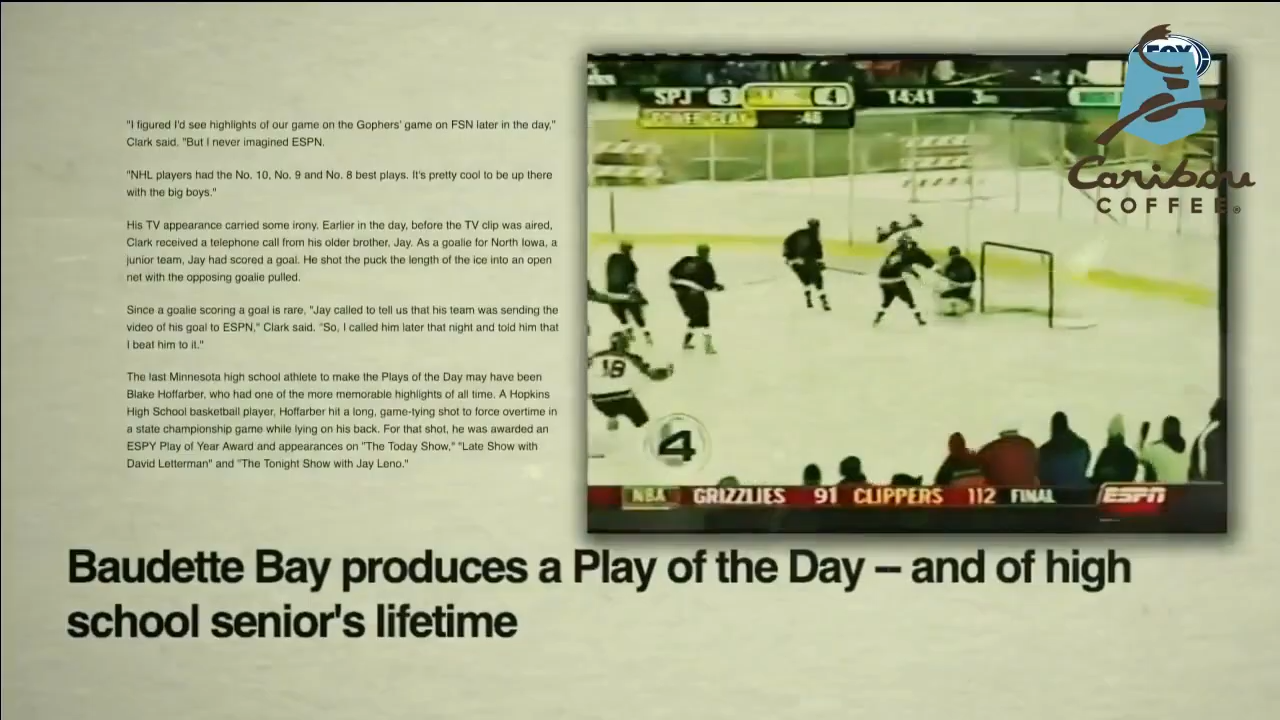 "I figured I'd see highlights of our game on the Gophers' game on FSN later in the day,"
Clark said. "But I never imagined ESPN.
"NHL players had the No. 10, No. 9 and No. 8 best plays. It's pretty cool to be up there
with the big boys."
His TV appearance carried some irony. Earlier in the day, before the TV clip was aired,
Clark received a telephone call from his older brother, Jay. As a goalie for North Iowa, a
junior team, Jay had scored a goal. He shot the puck the length of the ice into an open
net with the opposing goalie pulled.
Since a goalie scoring a goal is rare, "Jay called to tell us that his team was sending the
video of his goal to ESPN," Clark said. "So, I called him later that night and told him that
I beat him to it."
The last Minnesota high school athlete to make the Plays of the Day may have been
Blake Hoffarber, who had one of the more memorable highlights of all time. A Hopkins
High School basketball player, Hoffarber hit a long, game-tying shot to force overtime in
a state championship game while lying on his back. For that shot, he was awarded an
ESPY Play of Year Award and appearances on "The Today Show," "Late Show with
David Letterman" and "The Tonight Show with Jay Leno."
SPJ 3 4 14:41 3RD
POWER PLAY :46
18
4
NBA GRIZZLIES 91 CLIPPERS 112 FINAL ESPN
FOX
Caribou
COFFEE®
Baudette Bay produces a Play of the Day -- and of high
school senior's lifetime